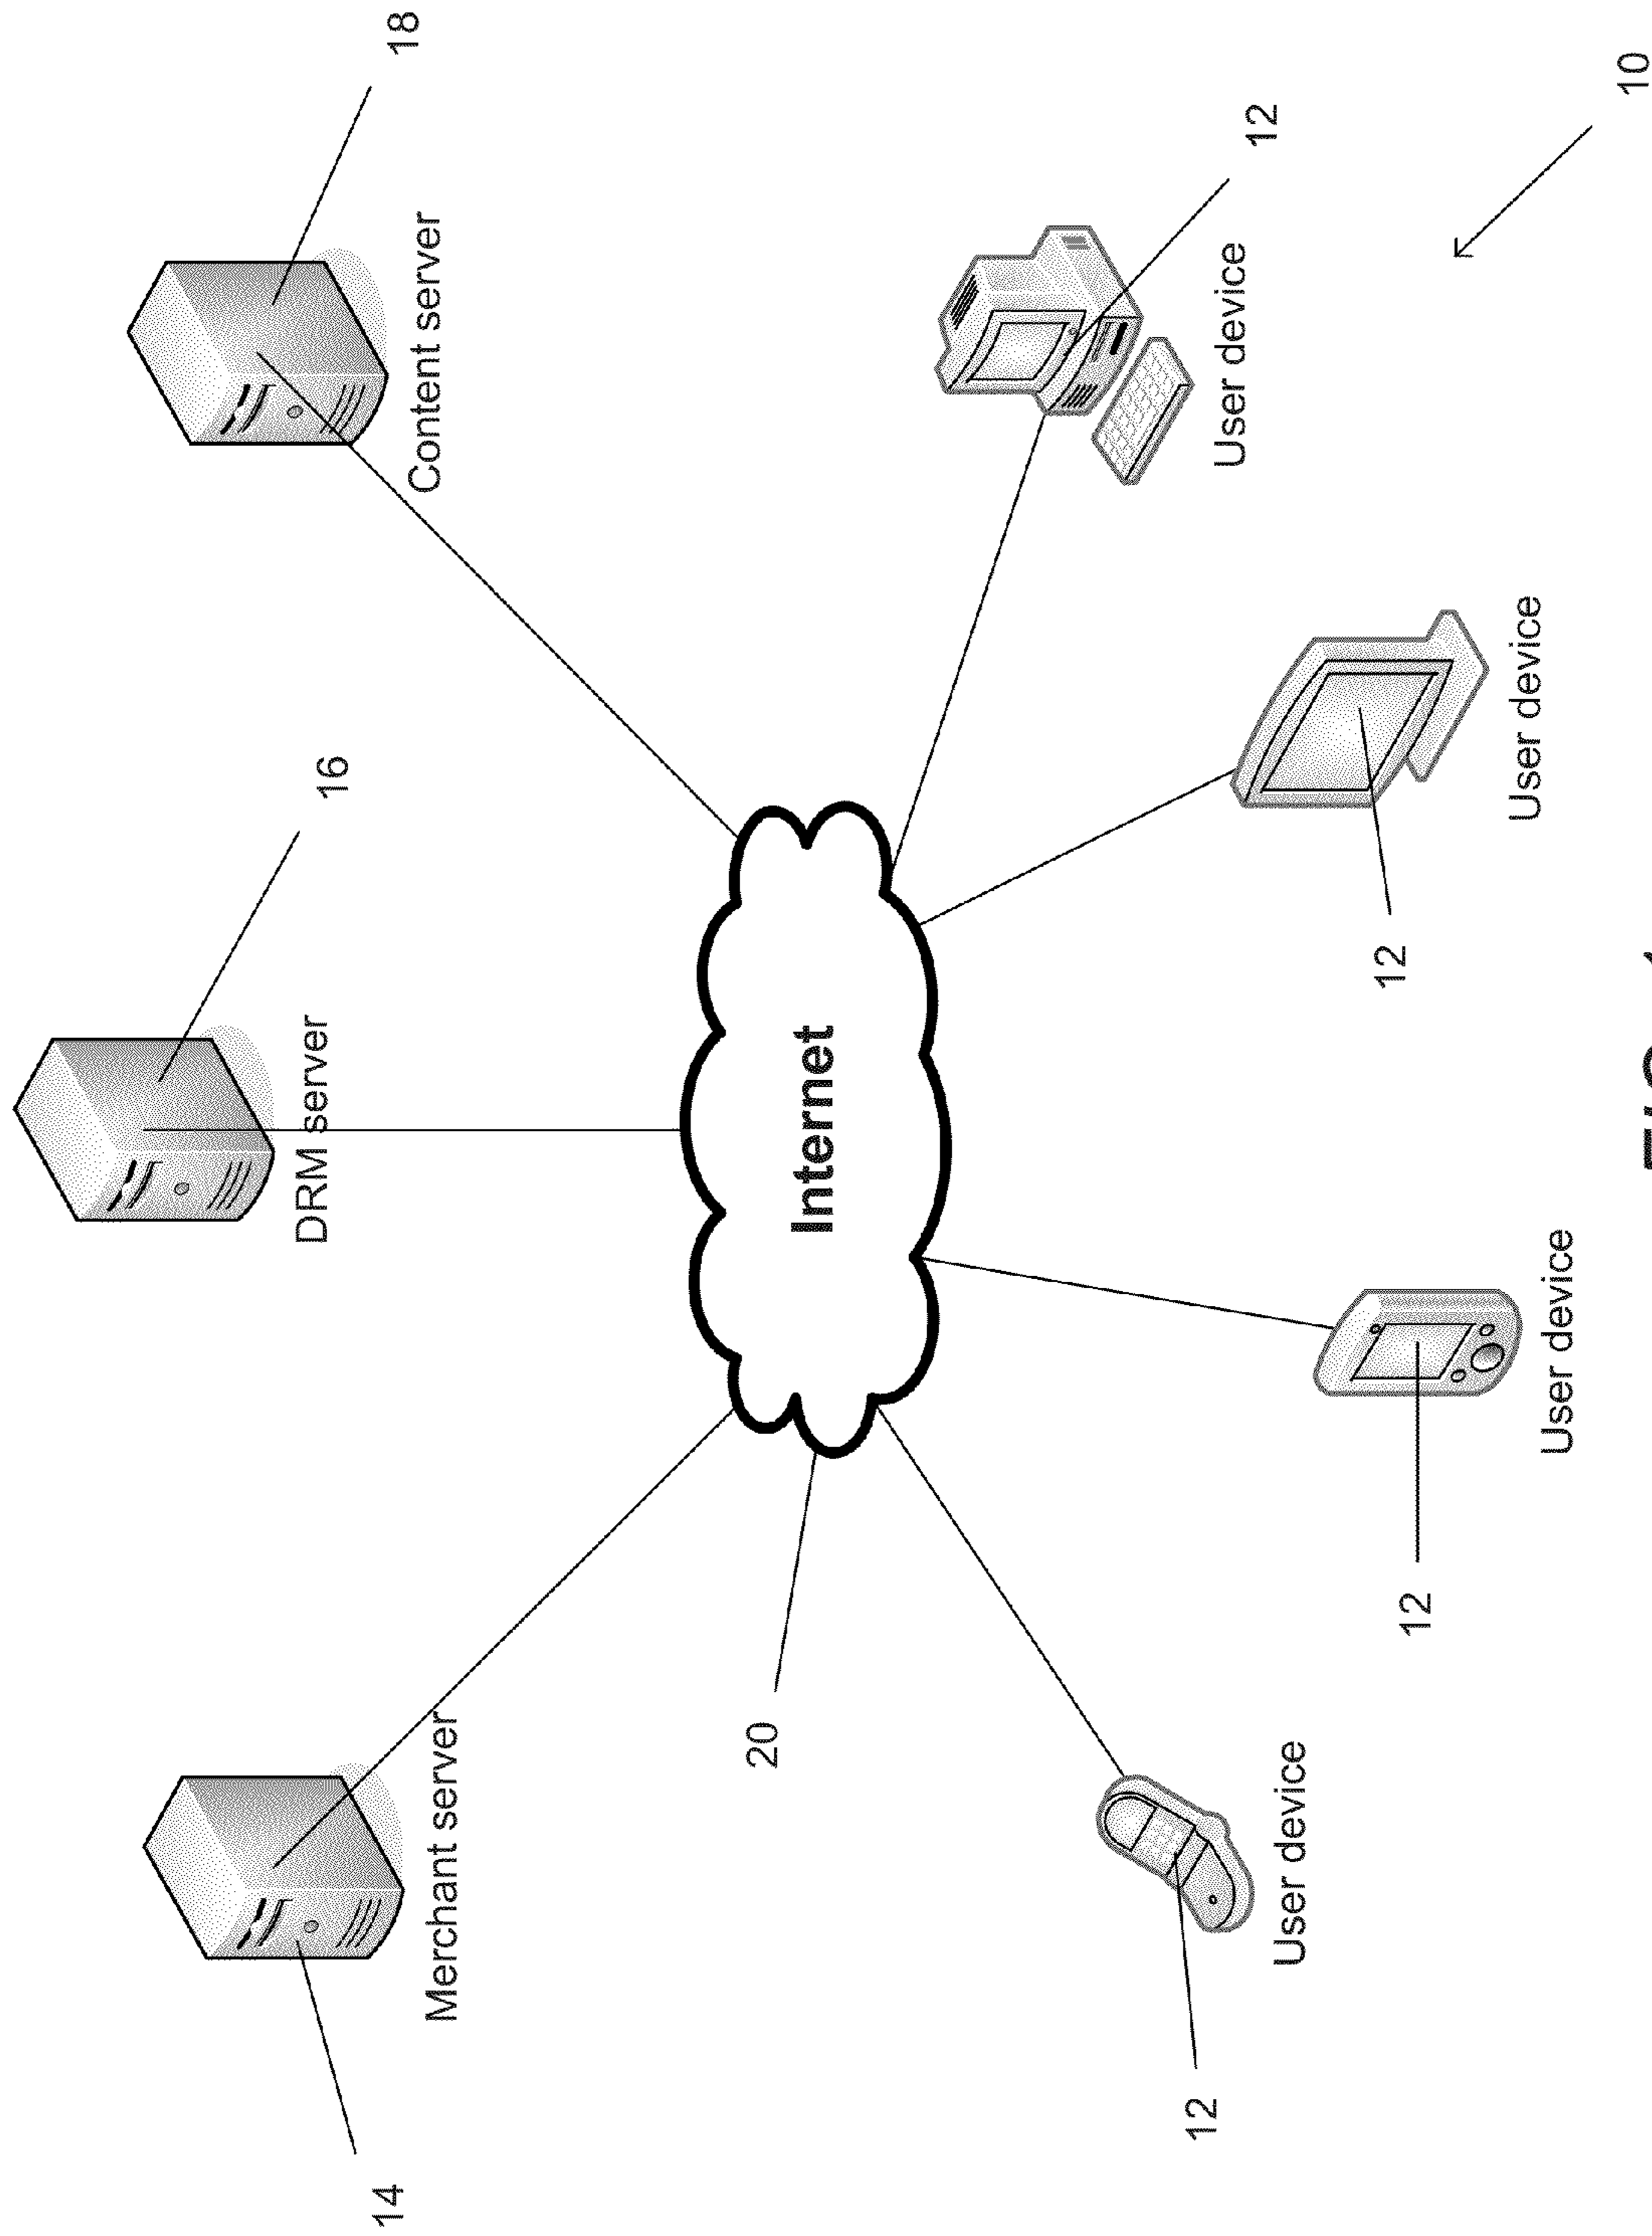 16
18
14
DRM server
Content server
Merchant server
20
Internet
12
User device
12
User device
12
User device
12
User device
10